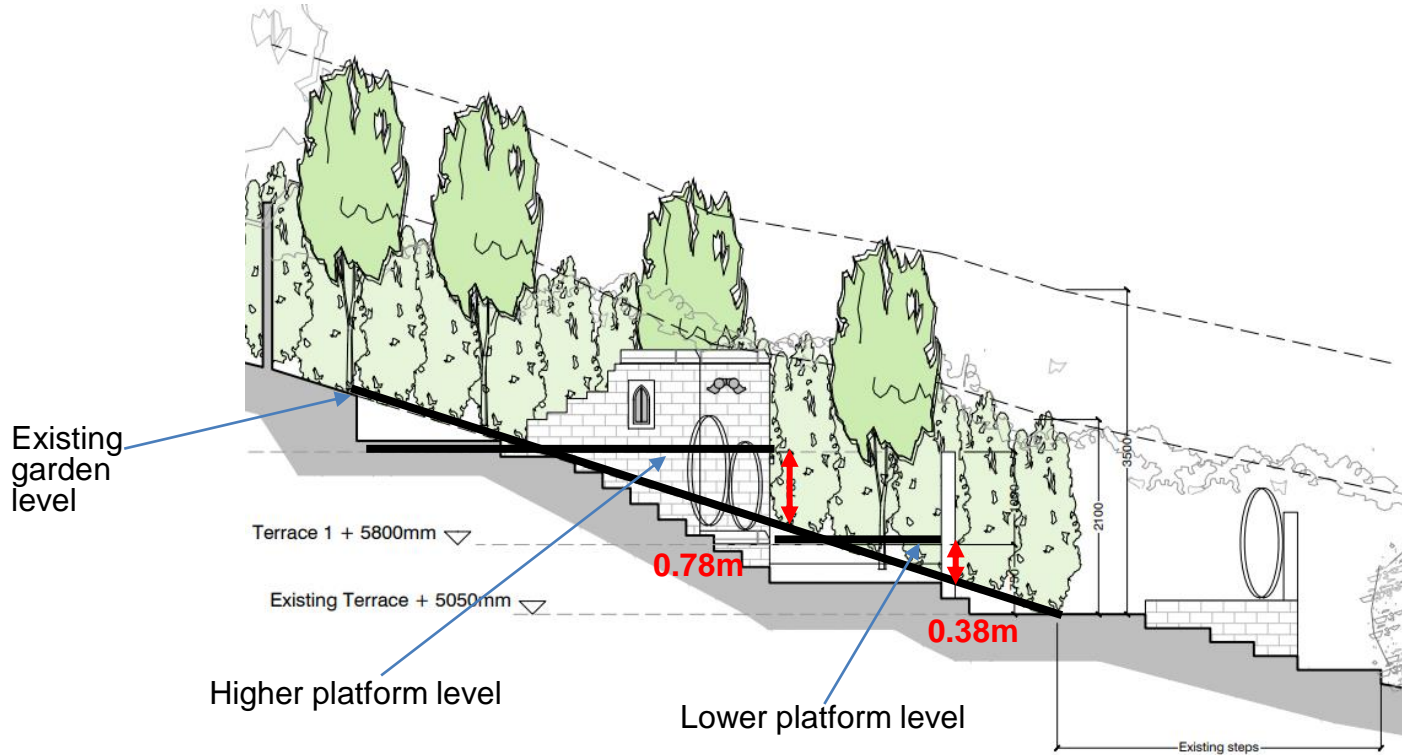 Existing
garden
level
Terrace 1 + 5800mm
Existing Terrace + 5050mm
0.78m
0.38m
3500
2100
Higher platform level
Lower platform level
Existing steps